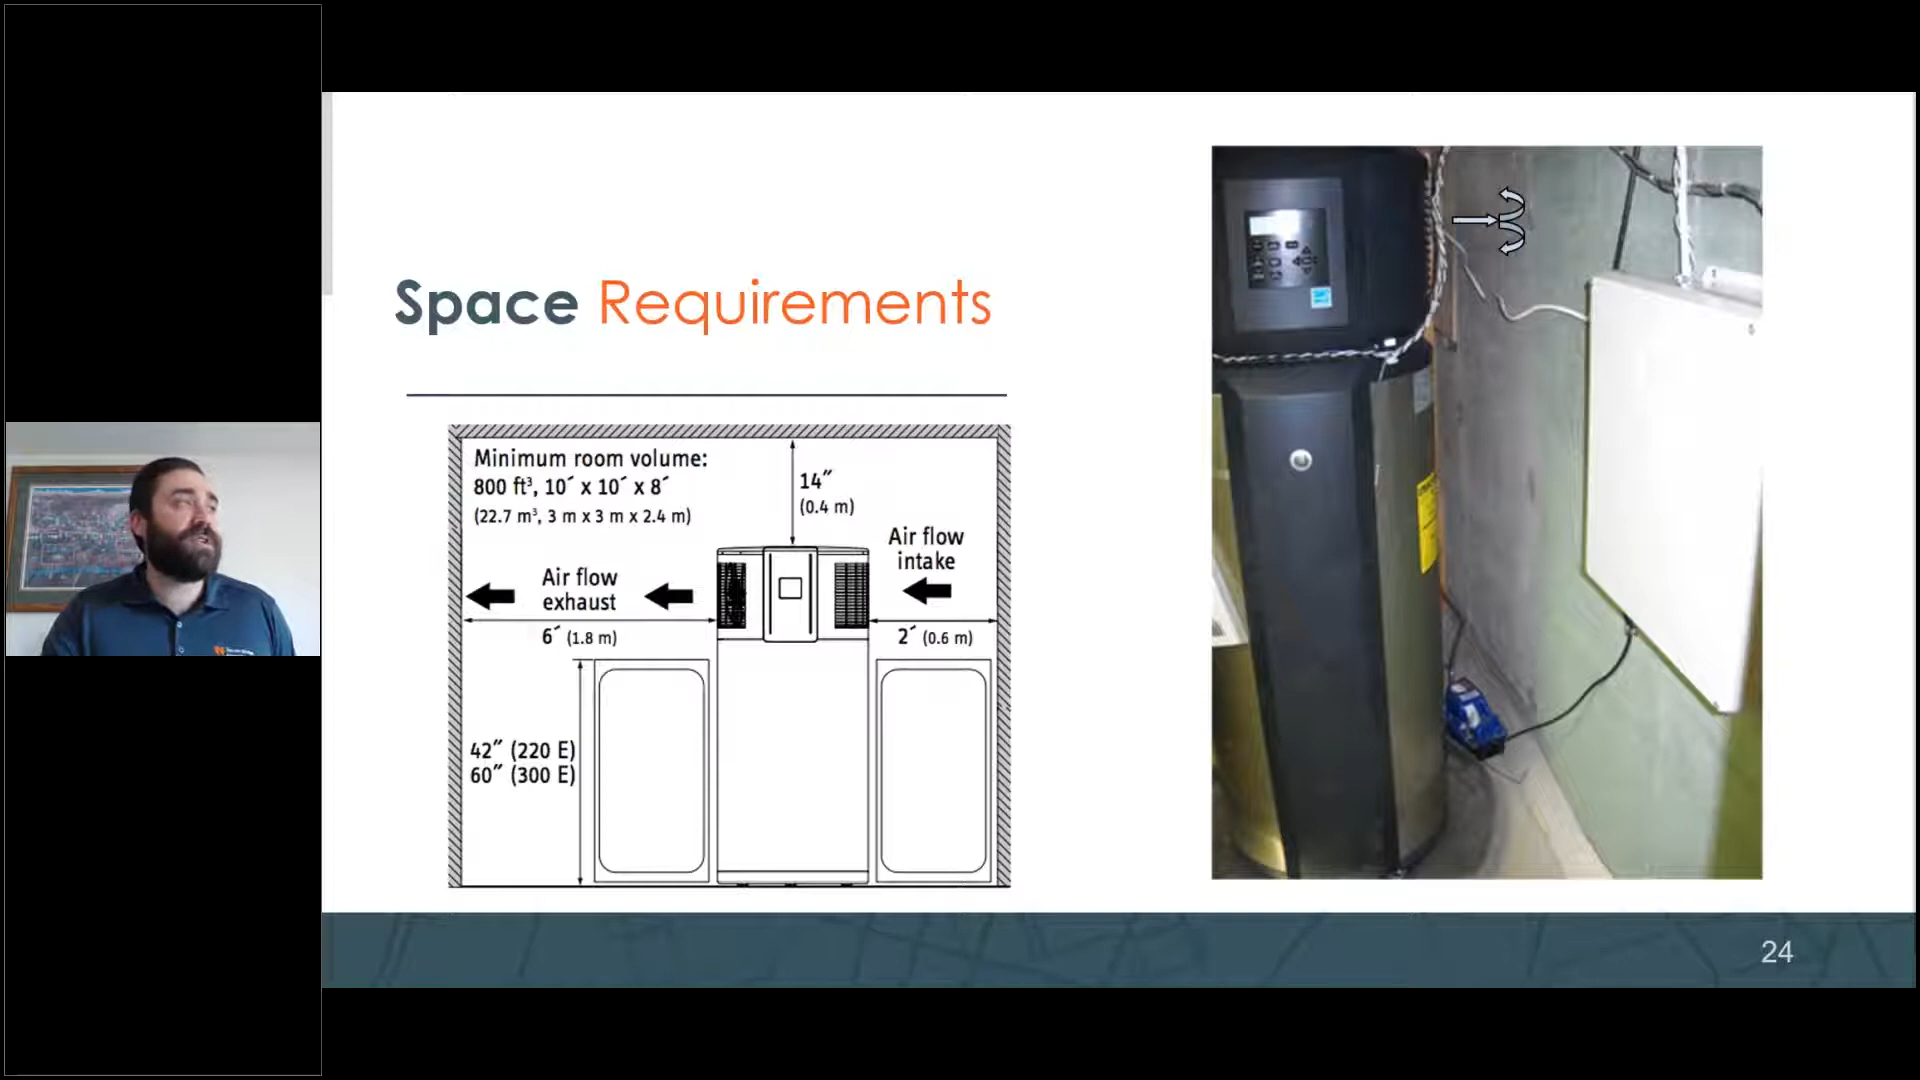 Space Requirements
Minimum room volume:
800 ft³, 10´ x 10´ x 8´
(22.7 m³, 3 m x 3 m x 2.4 m)
14˝
(0.4 m)
Air flow
intake
Air flow
exhaust
6´ (1.8 m)
2´ (0.6 m)
42˝ (220 E)
60˝ (300 E)
24